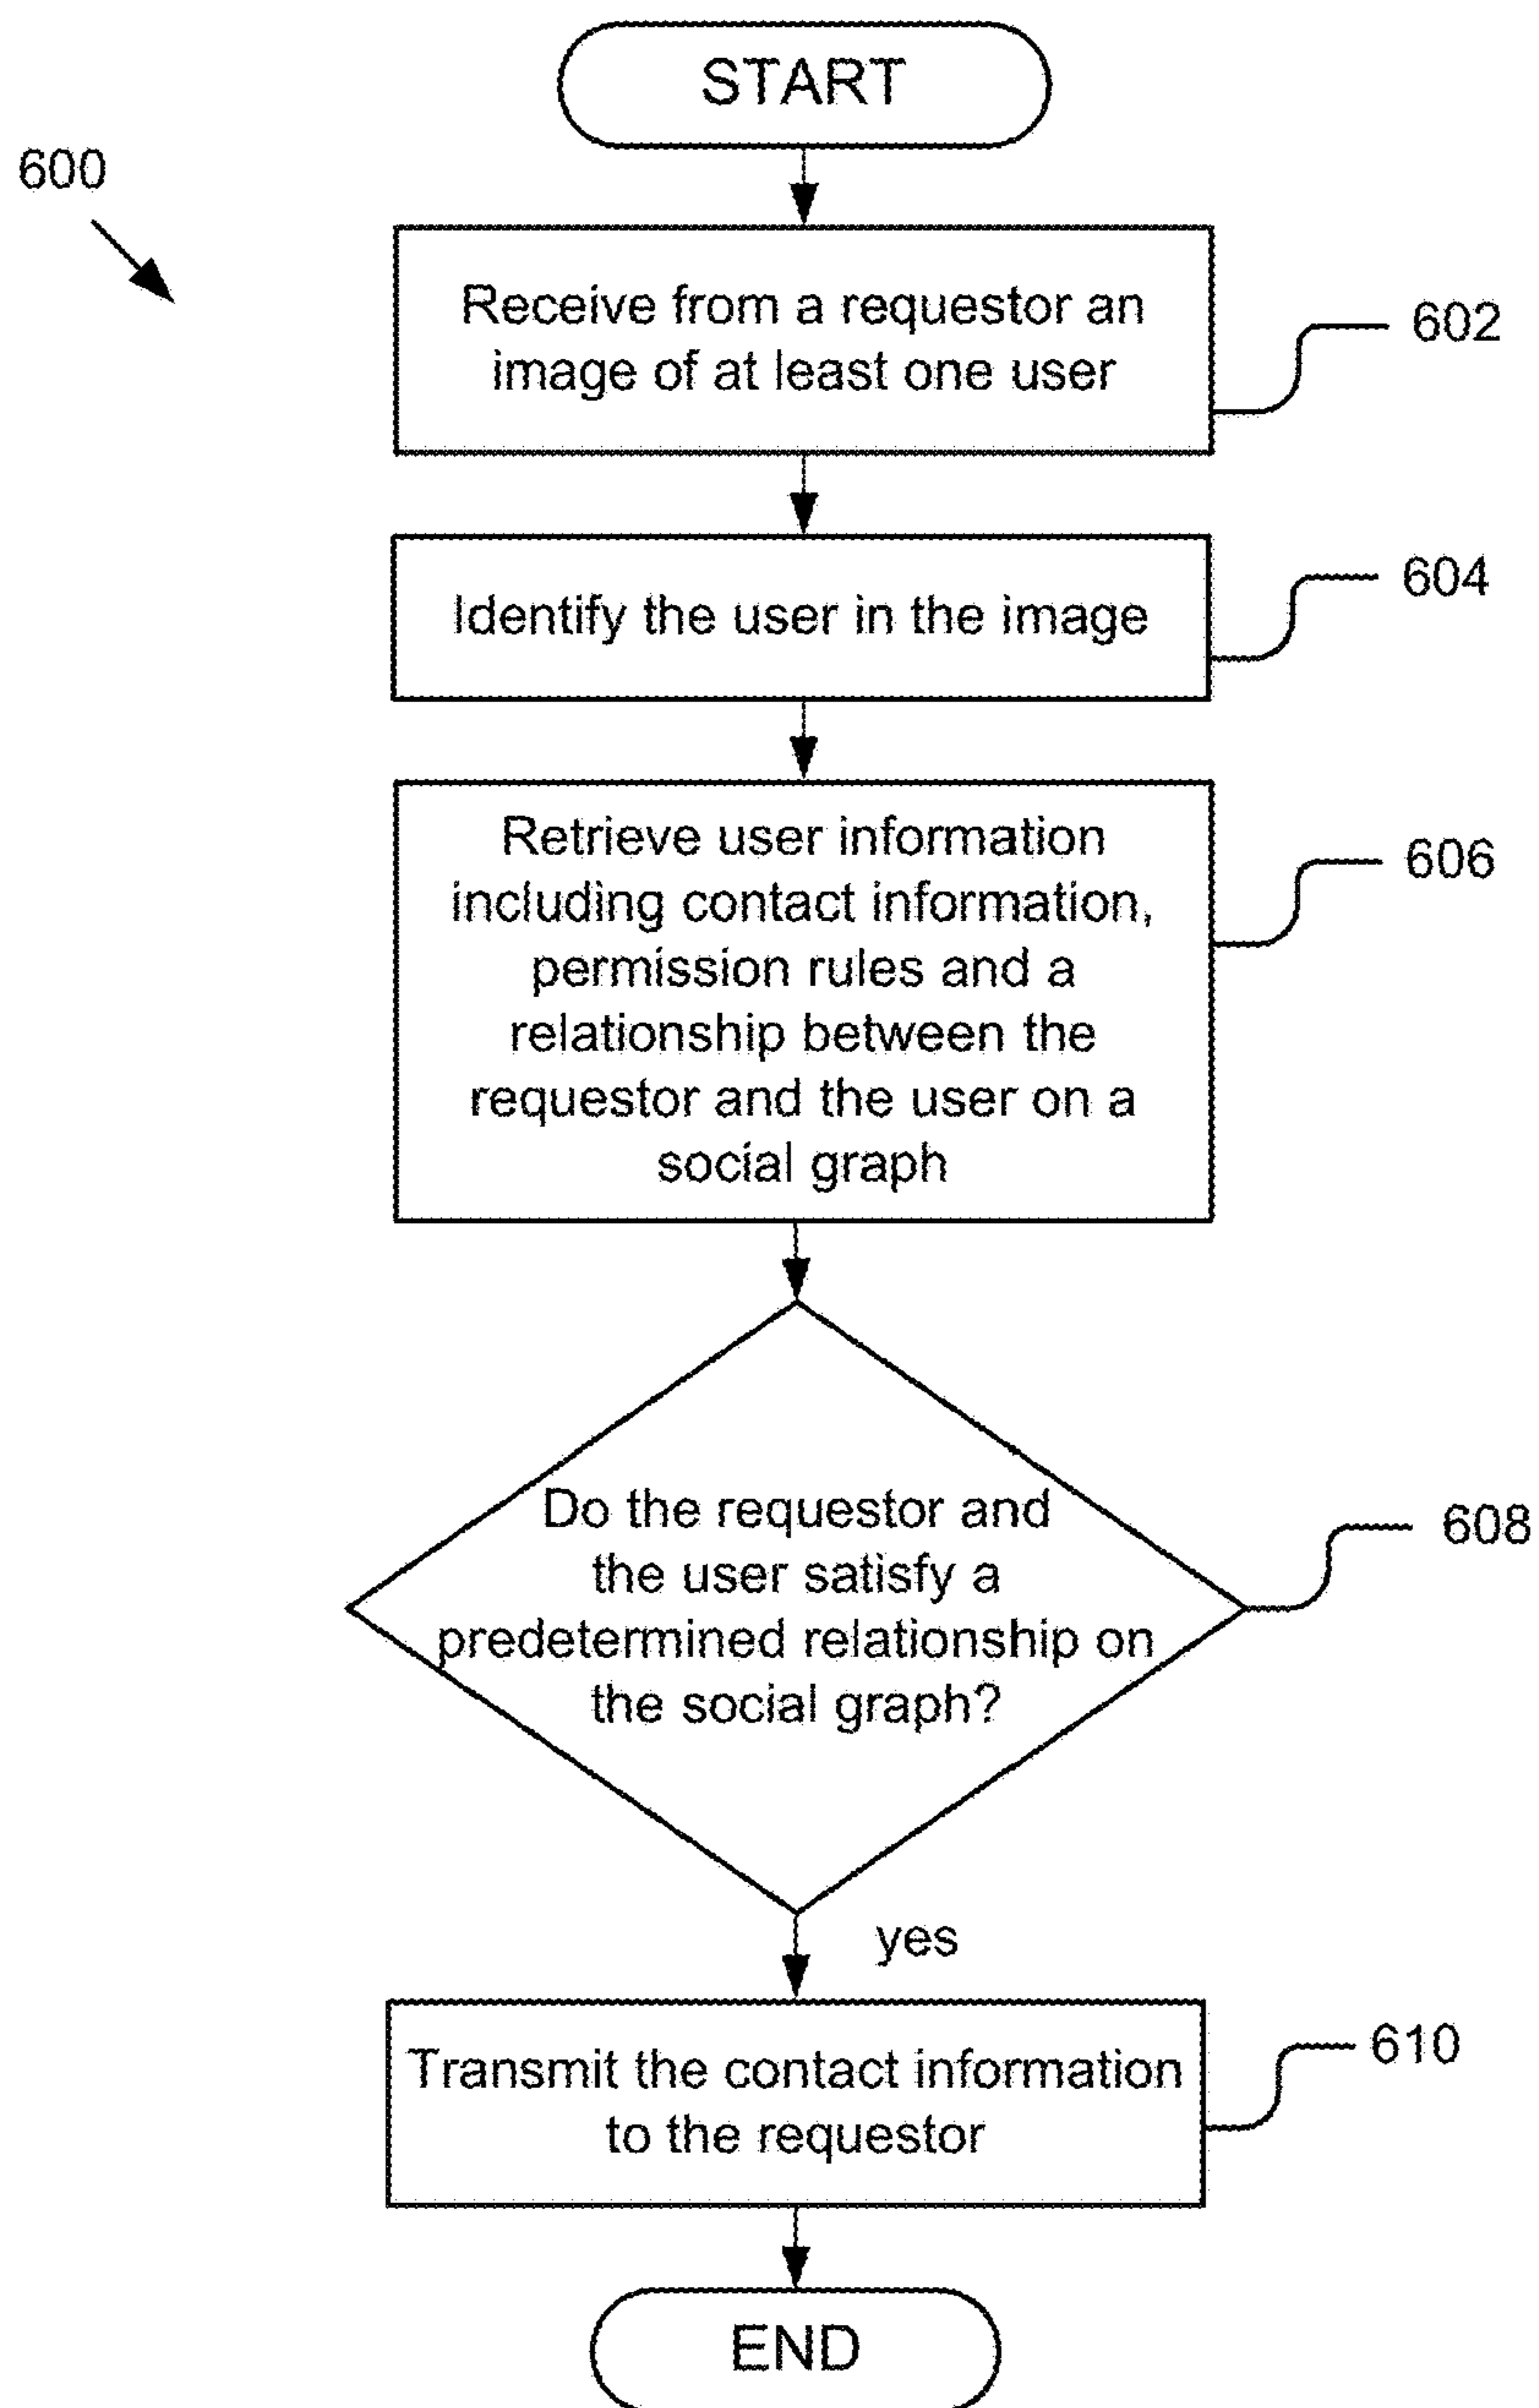 START
600
Receive from a requestor an
image of at least one user
602
Identify the user in the image
604
Retrieve user information
including contact information,
permission rules and a
relationship between the
requestor and the user on a
social graph
606
Do the requestor and
the user satisfy a
predetermined relationship on
the social graph?
608
yes
Transmit the contact information
to the requestor
610
END